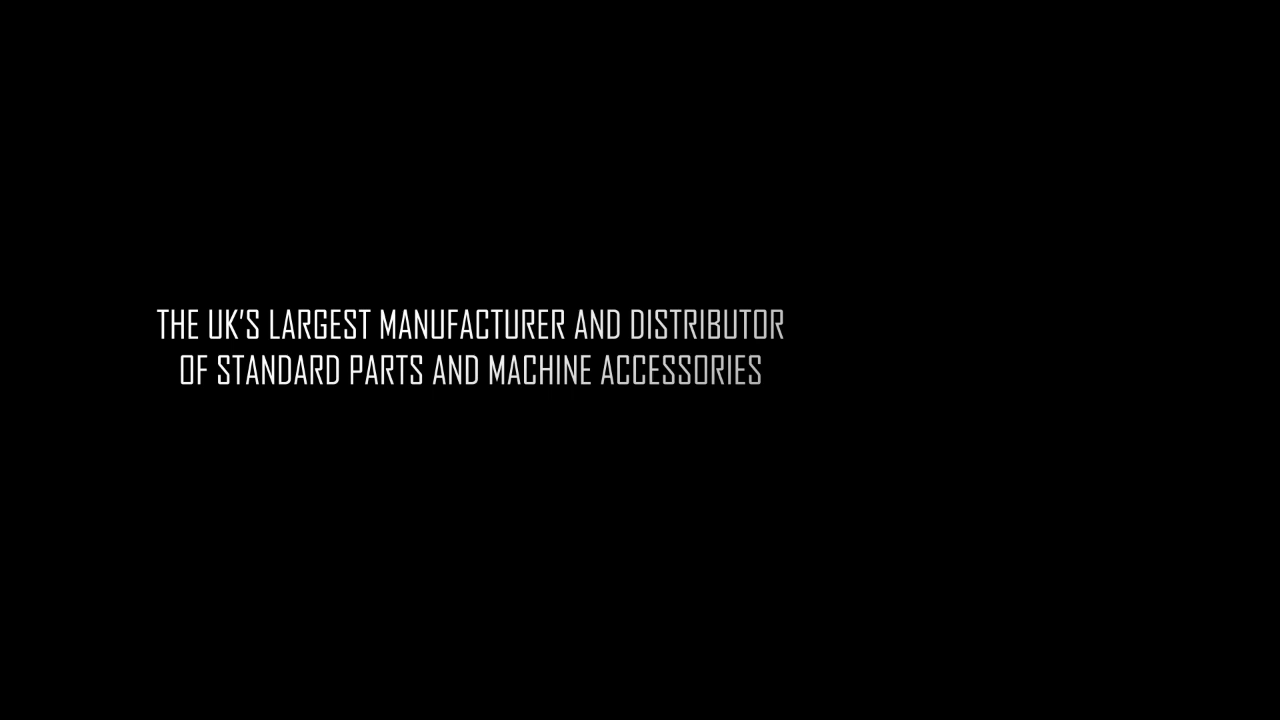 THE UK’S LARGEST MANUFACTURER AND DISTRIBUTOR
OF STANDARD PARTS AND MACHINE ACCESSORIES